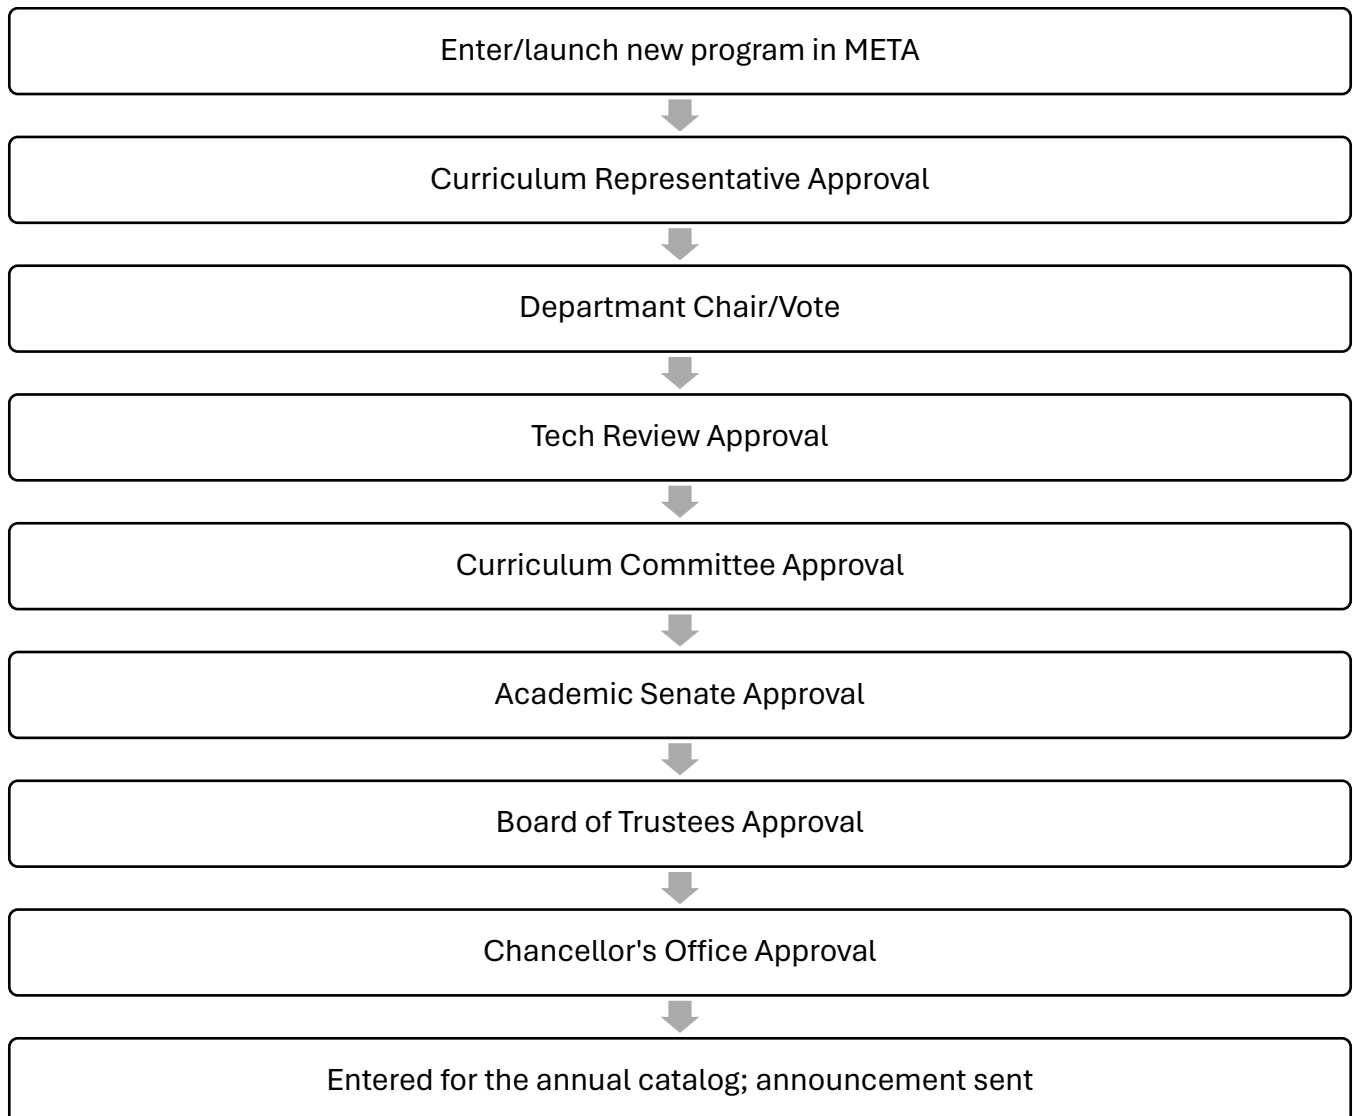 Enter/launch new program in META
Curriculum Representative Approval
Departmant Chair/Vote
Tech Review Approval
Curriculum Committee Approval
Academic Senate Approval
Board of Trustees Approval
Chancellor's Office Approval
Entered for the annual catalog; announcement sent